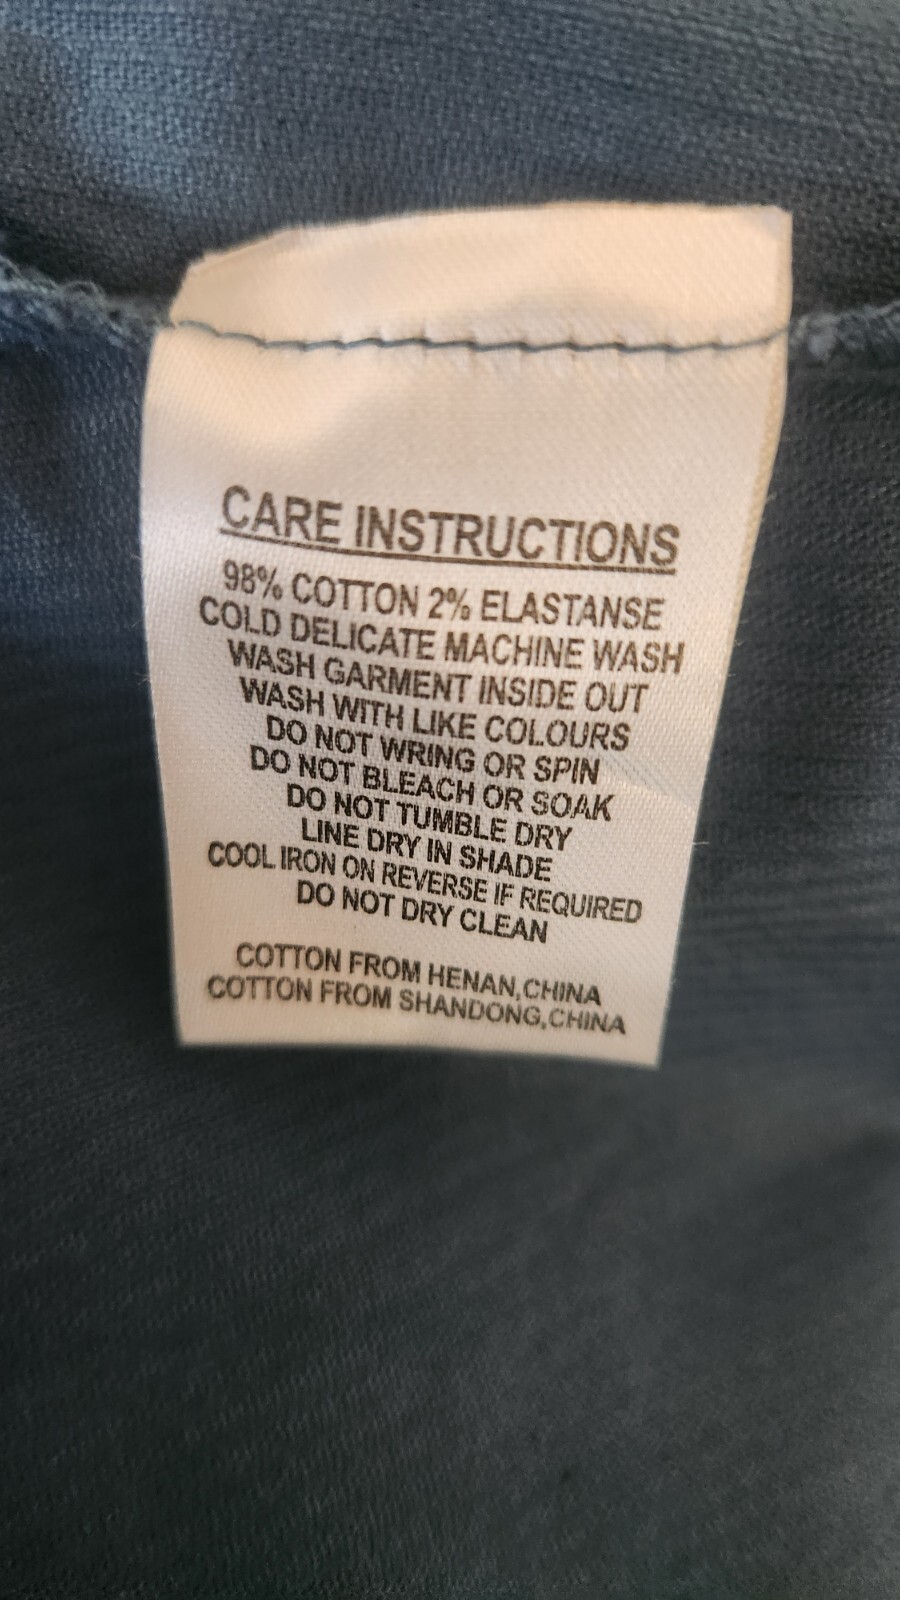 CARE INSTRUCTIONS
98% COTTON 2% ELASTANSE
COLD DELICATE MACHINE WASH
WASH GARMENT INSIDE OUT
WASH WITH LIKE COLOURS
DO NOT WRING OR SPIN
DO NOT BLEACH OR SOAK
DO NOT TUMBLE DRY
LINE DRY IN SHADE
COOL IRON ON REVERSE IF REQUIRED
DO NOT DRY CLEAN
COTTON FROM HENAN,CHINA
COTTON FROM SHANDONG,CHINA